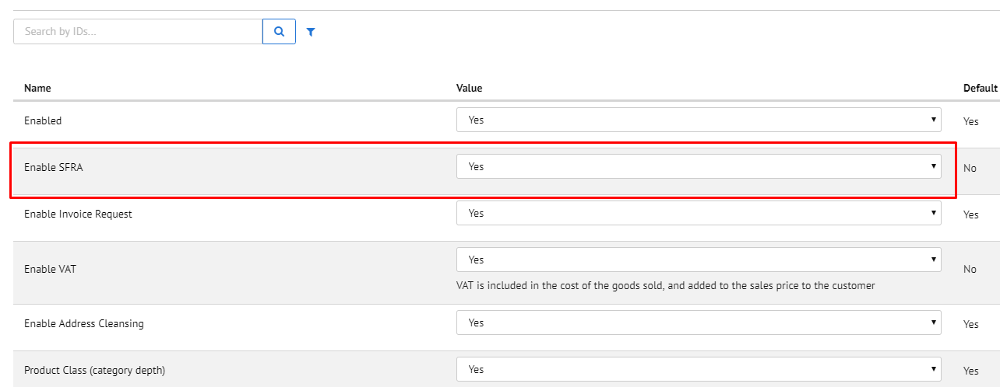 Search by IDs...
Name Value Default
Enabled Yes Yes
Enable SFRA Yes No
Enable Invoice Request Yes Yes
Enable VAT Yes No
VAT is included in the cost of the goods sold, and added to the sales price to the customer
Enable Address Cleansing Yes Yes
Product Class (category depth) Yes Yes